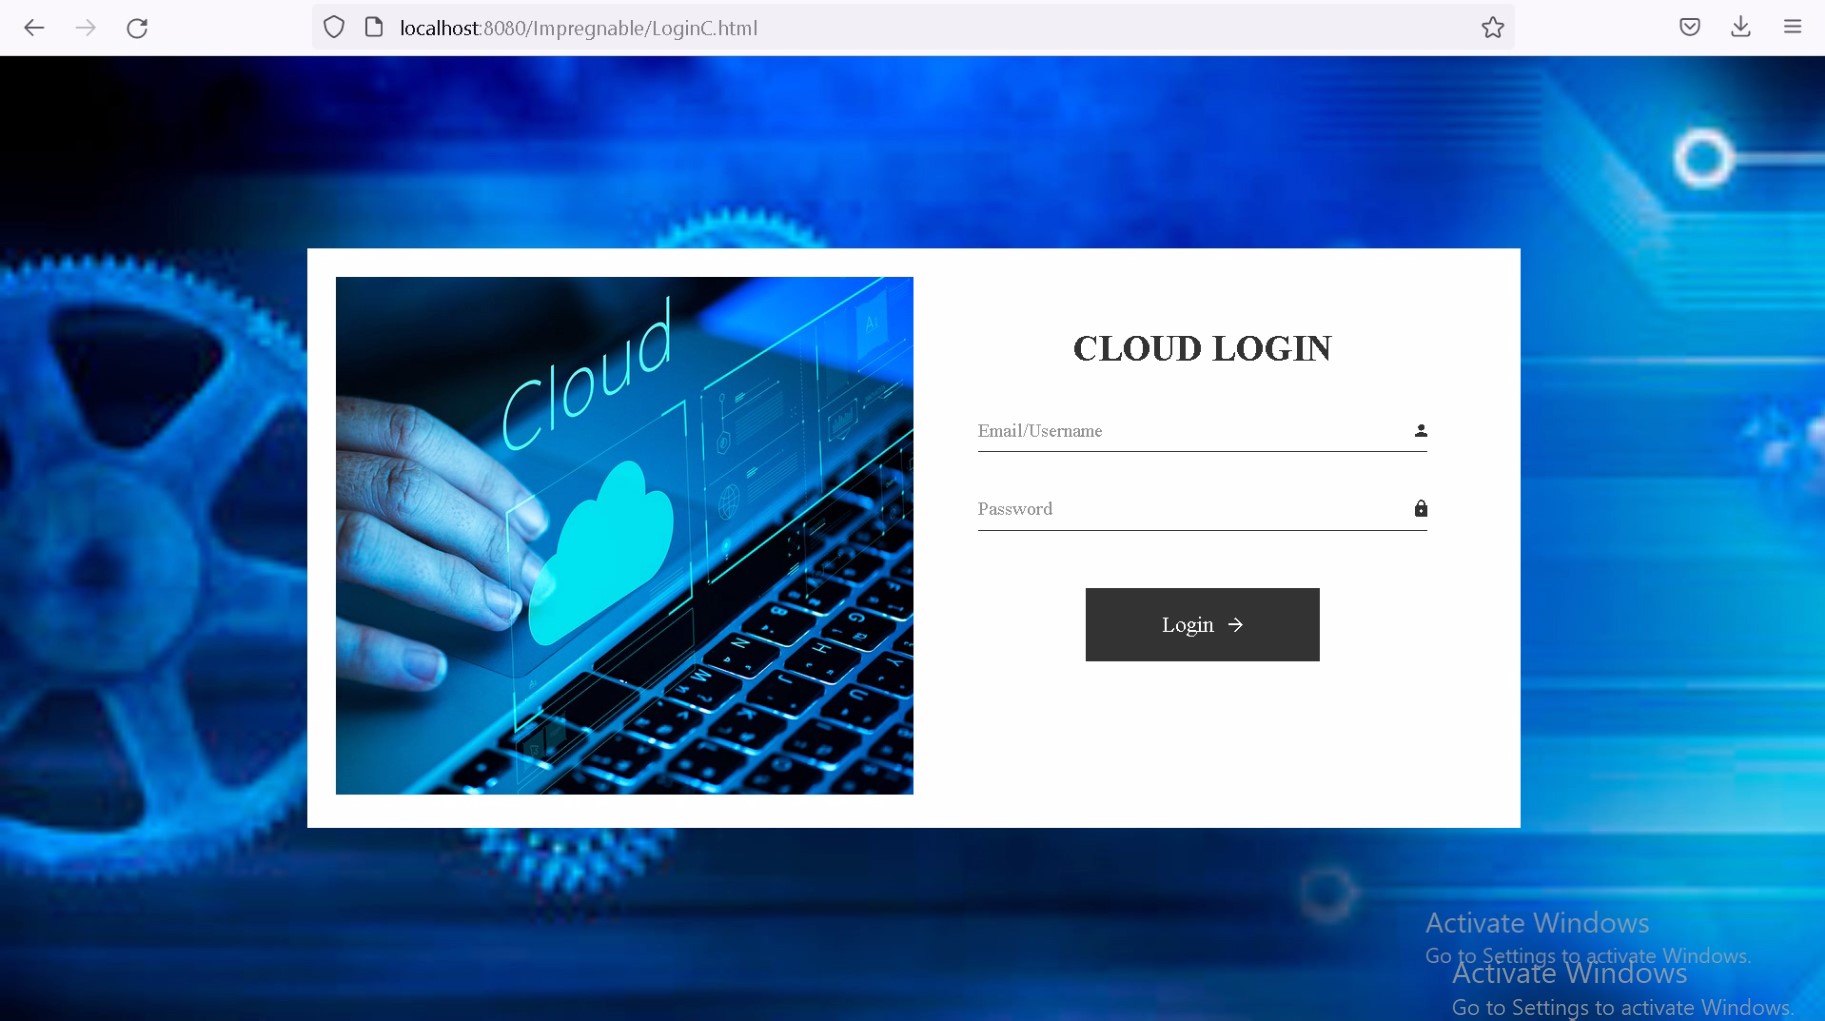 localhost:8080/Impregnable/LoginC.html
Cloud
Ai
CLOUD LOGIN
Email/Username
Password
Login →
B
G
Y
N
H
U
M
J
K
Activate Windows
Go to Settings to activate Windows.
Activate Windows
Go to Settings to activate Windows.